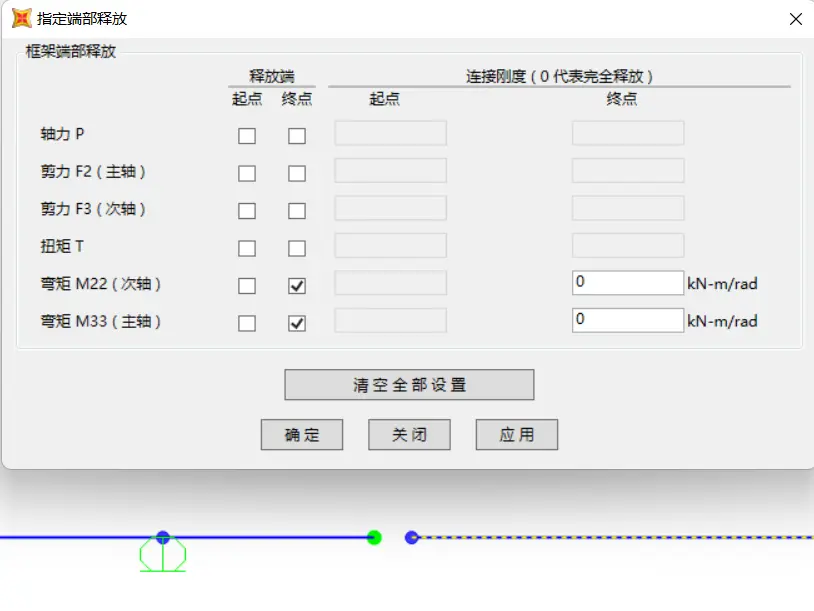 指定端部释放
框架端部释放
释放端 连接刚度 ( 0 代表完全释放 )
起点 终点 起点 终点
轴力 P
剪力 F2 ( 主轴 )
剪力 F3 ( 次轴 )
扭矩 T
弯矩 M22 ( 次轴 ) 0 kN-m/rad
弯矩 M33 ( 主轴 ) 0 kN-m/rad
清空全部设置
确定 关闭 应用